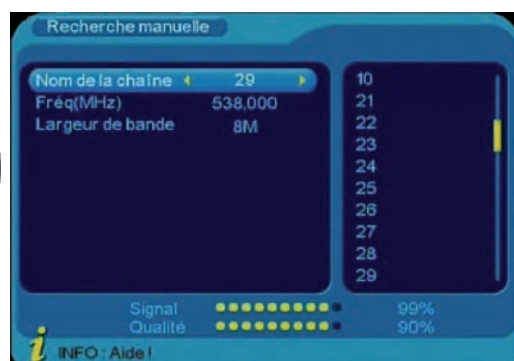 Recherche manuelle
Nom de la chaîne 29
Fréq(MHz) 538,000
Largeur de bande 8M
10
21
22
23
24
25
26
27
28
29
Signal 99%
Qualité 90%
i INFO : Aide !